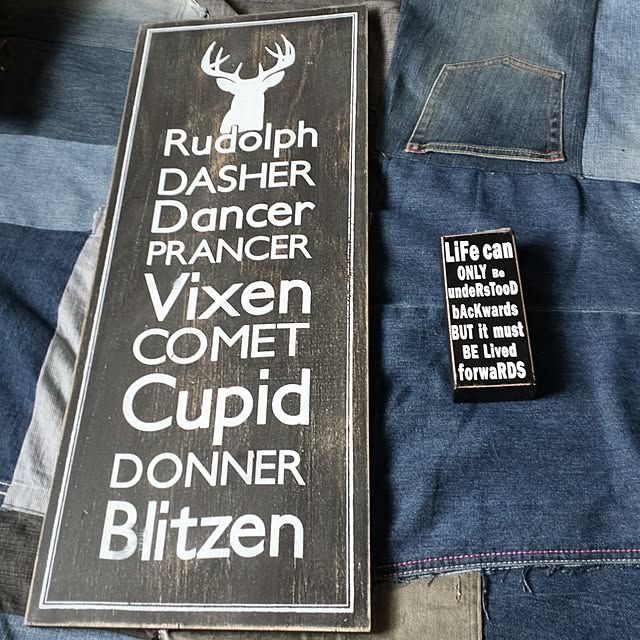 Rudolph
DASHER
Dancer
PRANCER
Vixen
COMET
Cupid
DONNER
Blitzen
LiFe can
ONLY Be
undeRsTooD
bAcKwards
BUT it must
BE Lived
forwaRDS